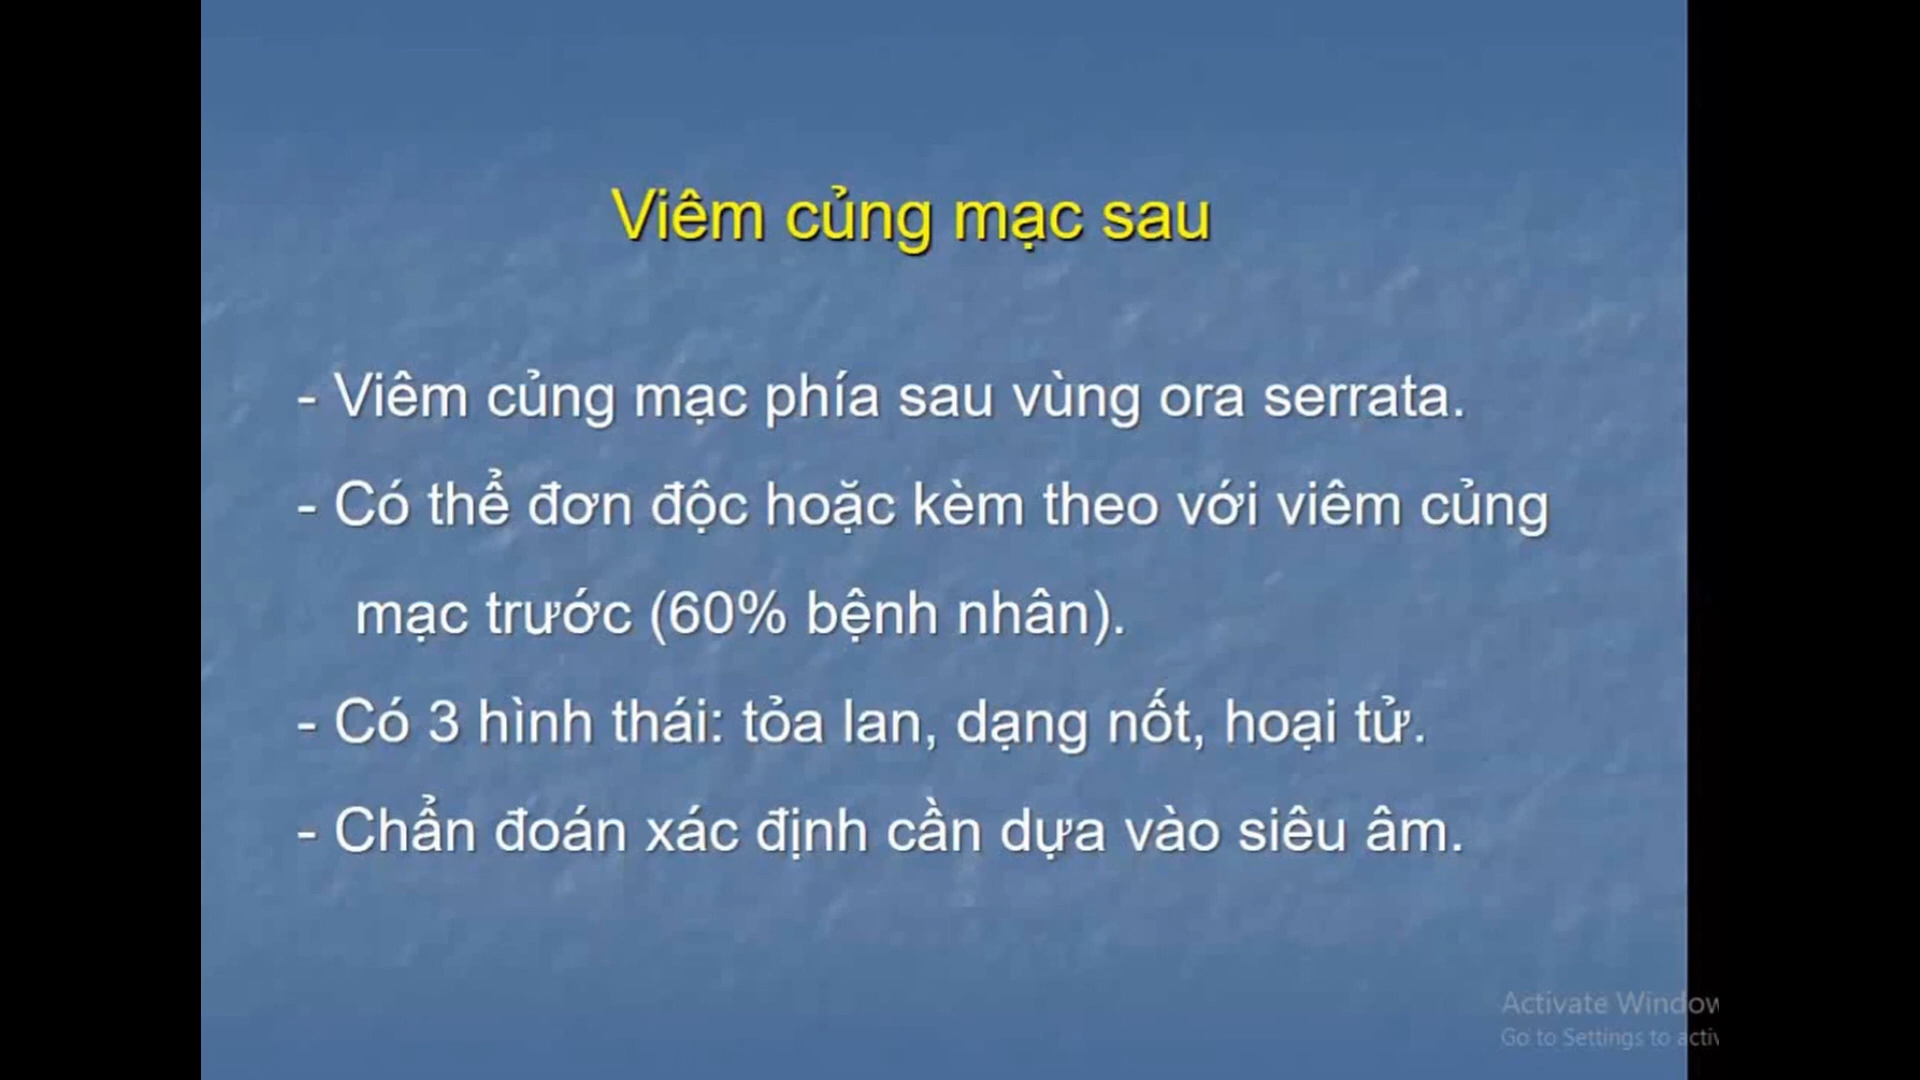 Viêm củng mạc sau
- Viêm củng mạc phía sau vùng ora serrata.
- Có thể đơn độc hoặc kèm theo với viêm củng
mạc trước (60% bệnh nhân).
- Có 3 hình thái: tỏa lan, dạng nốt, hoại tử.
- Chẩn đoán xác định cần dựa vào siêu âm.
Activate Window
Go to Settings to activ